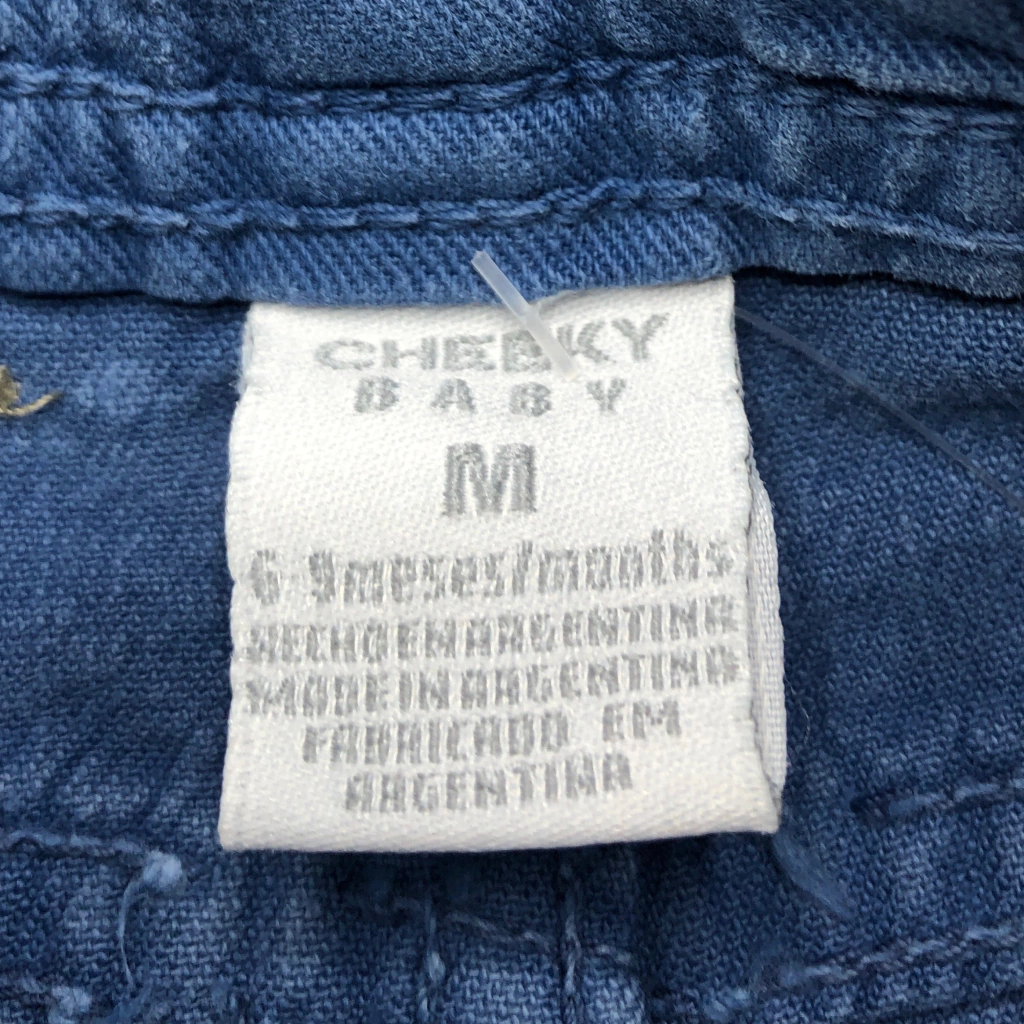 CHEEKY
BABY
M
6-9meses/months
HECHO EN ARGENTINA
MADE IN ARGENTINA
FABRICADO EM
ARGENTINA